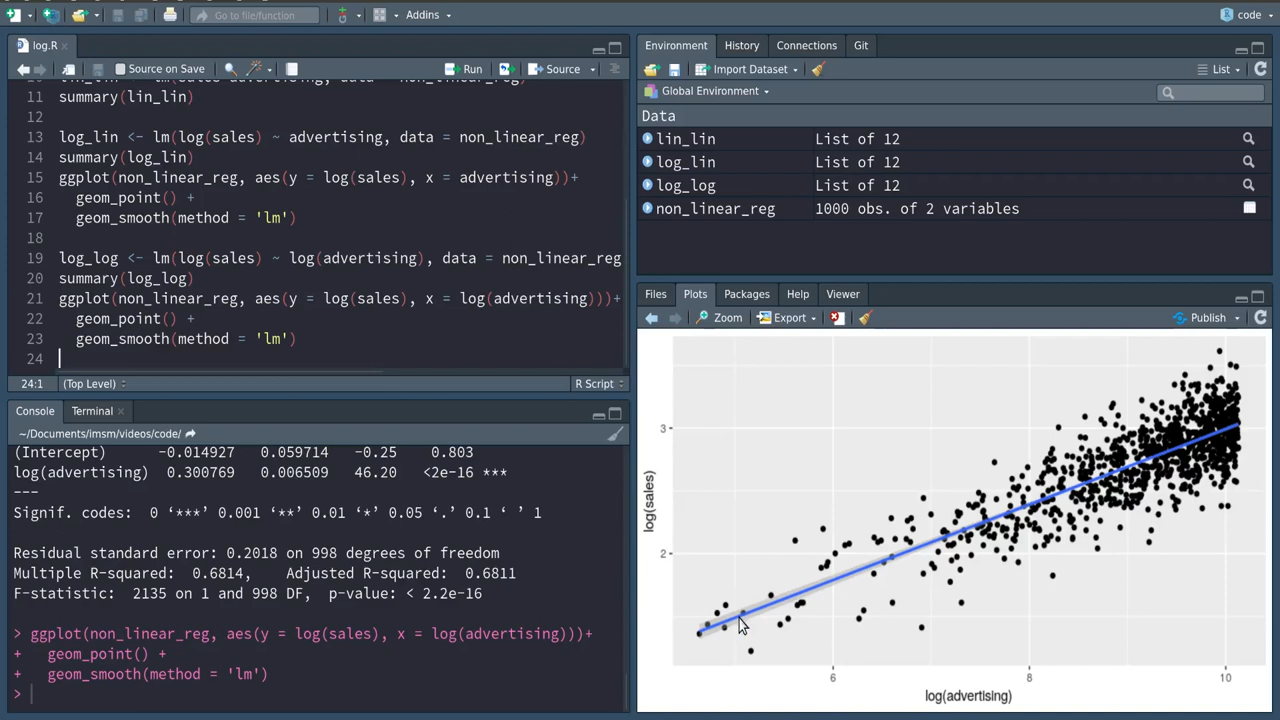 Go to file/function
Addins
code
log.R
Source on Save
Run
Source
11 summary(lin_lin)
12
13 log_lin <- lm(log(sales) ~ advertising, data = non_linear_reg)
14 summary(log_lin)
15 ggplot(non_linear_reg, aes(y = log(sales), x = advertising))+
16 geom_point() +
17 geom_smooth(method = 'lm')
18
19 log_log <- lm(log(sales) ~ log(advertising), data = non_linear_reg
20 summary(log_log)
21 ggplot(non_linear_reg, aes(y = log(sales), x = log(advertising)))+
22 geom_point() +
23 geom_smooth(method = 'lm')
24
24:1 (Top Level) R Script
Console Terminal
~/Documents/imsm/videos/code/
(Intercept) -0.014927 0.059714 -0.25 0.803
log(advertising) 0.300769 0.006509 46.20 <2e-16 ***
---
Signif. codes: 0 ‘***’ 0.001 ‘**’ 0.01 ‘*’ 0.05 ‘.’ 0.1 ‘ ’ 1
Residual standard error: 0.2018 on 998 degrees of freedom
Multiple R-squared: 0.6814, Adjusted R-squared: 0.6811
F-statistic: 2135 on 1 and 998 DF, p-value: < 2.2e-16
> ggplot(non_linear_reg, aes(y = log(sales), x = log(advertising)))+
+ geom_point() +
+ geom_smooth(method = 'lm')
>
Environment History Connections Git
Import Dataset
List
Global Environment
Data
lin_lin List of 12
log_lin List of 12
log_log List of 12
non_linear_reg 1000 obs. of 2 variables
Files Plots Packages Help Viewer
Zoom Export Publish
log(sales)
3
2
6 8 10
log(advertising)